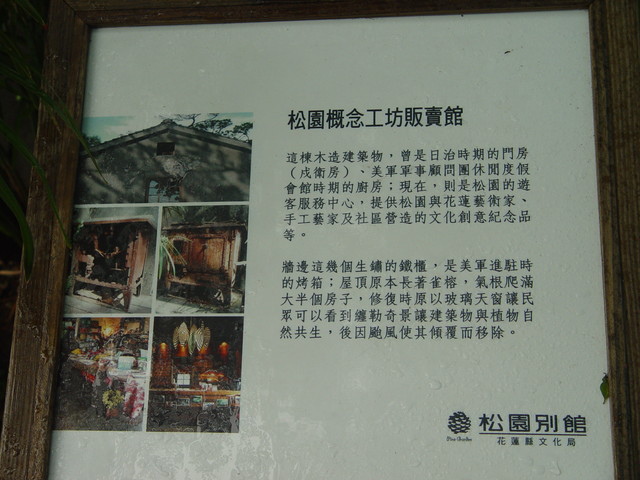 松園概念工坊販賣館
這棟木造建築物，曾是日治時期的門房
（戍衛房）、美軍軍事顧問團休閒度假
會館時期的廚房；現在，則是松園的遊
客服務中心，提供松園與花蓮藝術家、
手工藝家及社區營造的文化創意紀念品
等。
牆邊這幾個生鏽的鐵櫃，是美軍進駐時
的烤箱；屋頂原本長著雀榕，氣根爬滿
大半個房子，修復時原以玻璃天窗讓民
眾可以看到纏勒奇景讓建築物與植物自
然共生，後因颱風使其傾覆而移除。
松園別館
Pine Garden
花蓮縣文化局